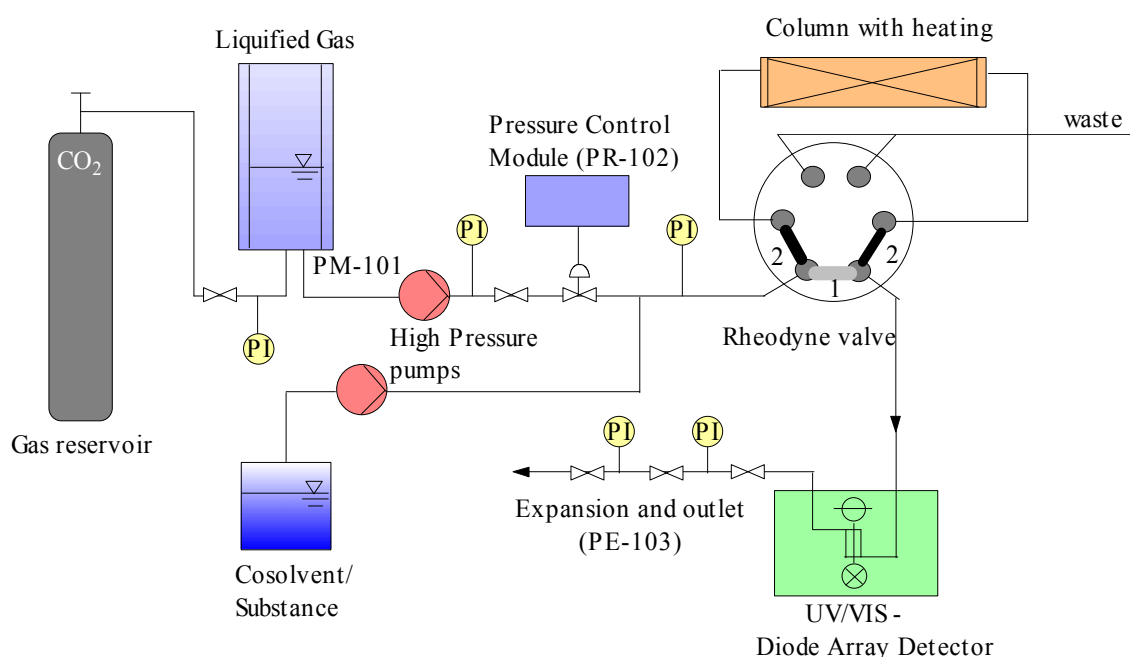 Liquified Gas
Column with heating
waste
CO2
Pressure Control
Module (PR-102)
PI
PI
2
2
1
PM-101
PI
High Pressure
pumps
Rheodyne valve
Gas reservoir
PI
PI
Expansion and outlet
(PE-103)
Cosolvent/
Substance
UV/VIS -
Diode Array Detector